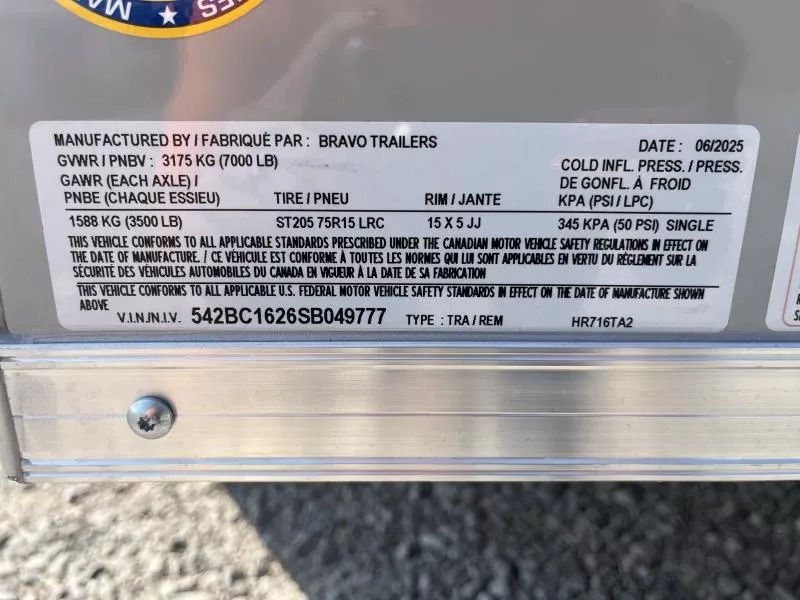 MA ★ IES
MANUFACTURED BY / FABRIQUÉ PAR : BRAVO TRAILERS DATE : 06/2025
GVWR / PNBV : 3175 KG (7000 LB) COLD INFL. PRESS. / PRESS.
GAWR (EACH AXLE) / DE GONFL. À FROID
PNBE (CHAQUE ESSIEU) TIRE / PNEU RIM / JANTE KPA (PSI / LPC)
1588 KG (3500 LB) ST205 75R15 LRC 15 X 5 JJ 345 KPA (50 PSI) SINGLE
THIS VEHICLE CONFORMS TO ALL APPLICABLE STANDARDS PRESCRIBED UNDER THE CANADIAN MOTOR VEHICLE SAFETY REGULATIONS IN EFFECT ON
THE DATE OF MANUFACTURE. / CE VÉHICULE EST CONFORME À TOUTES LES NORMES QUI LUI SONT APPLICABLES EN VERTU DU RÈGLEMENT SUR LA
SÉCURITÉ DES VÉHICULES AUTOMOBILES DU CANADA EN VIGUEUR À LA DATE DE SA FABRICATION
THIS VEHICLE CONFORMS TO ALL APPLICABLE U.S. FEDERAL MOTOR VEHICLE SAFETY STANDARDS IN EFFECT ON THE DATE OF MANUFACTURE SHOWN
ABOVE
V.I.N./N.I.V. 542BC1626SB049777 TYPE : TRA / REM HR716TA2